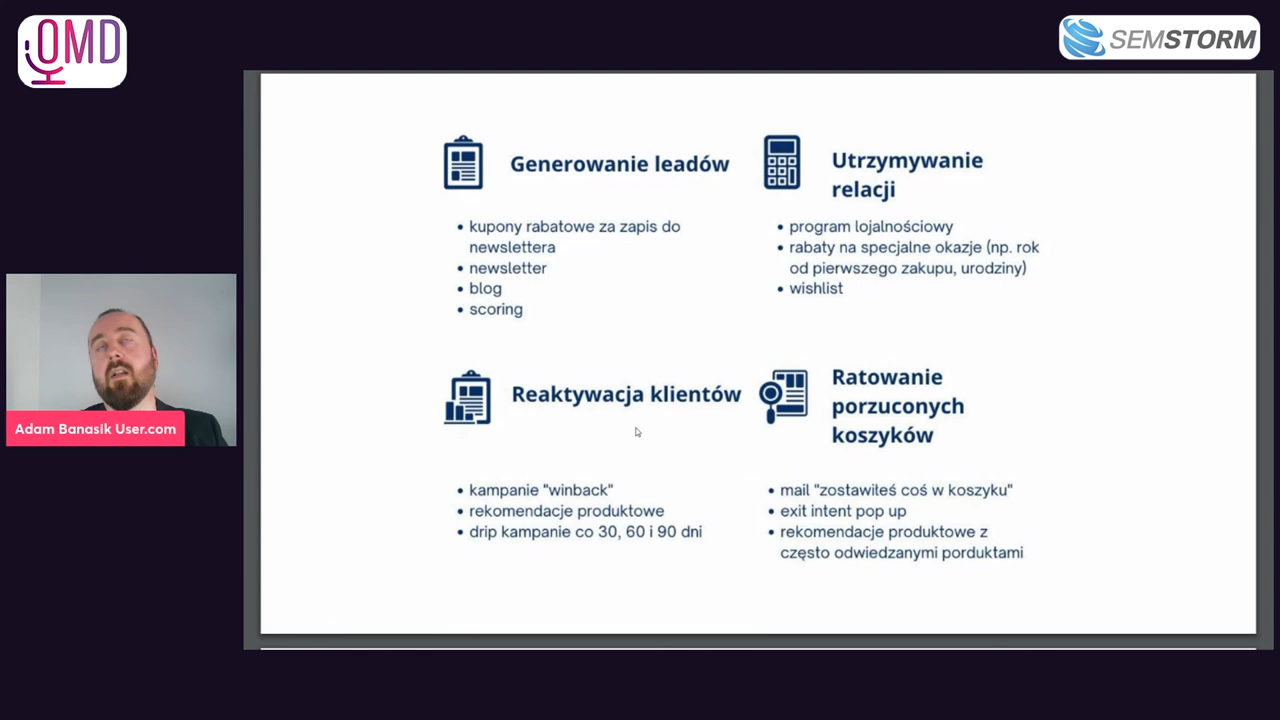 OMD
SEMSTORM
Generowanie leadów
kupony rabatowe za zapis do
newslettera
newsletter
blog
scoring
Utrzymywanie
relacji
program lojalnościowy
rabaty na specjalne okazje (np. rok
od pierwszego zakupu, urodziny)
wishlist
Reaktywacja klientów
kampanie "winback"
rekomendacje produktowe
drip kampanie co 30, 60 i 90 dni
Ratowanie
porzuconych
koszyków
mail "zostawiłeś coś w koszyku"
exit intent pop up
rekomendacje produktowe z
często odwiedzanymi porduktami
Adam Banasik User.com